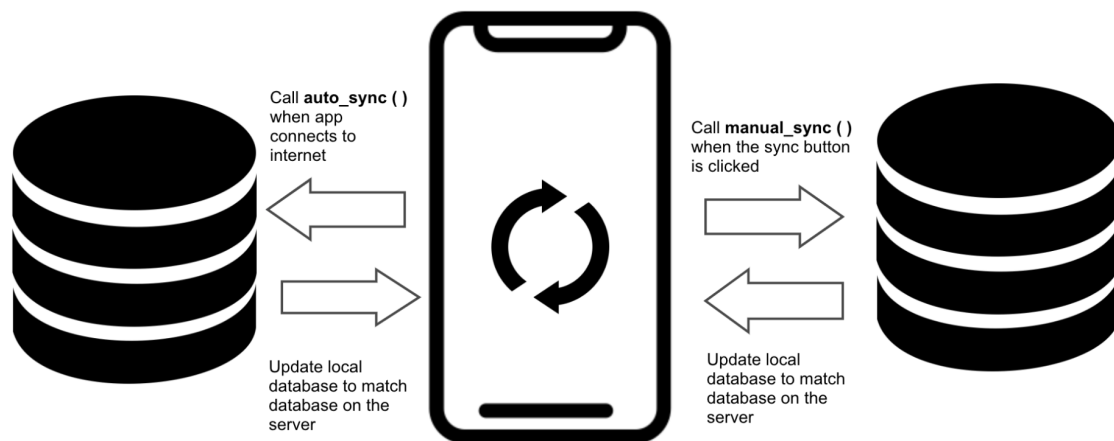 Call auto_sync ( )
when app
connects to
internet
Update local
database to match
database on the
server
Call manual_sync ( )
when the sync button
is clicked
Update local
database to match
database on the
server